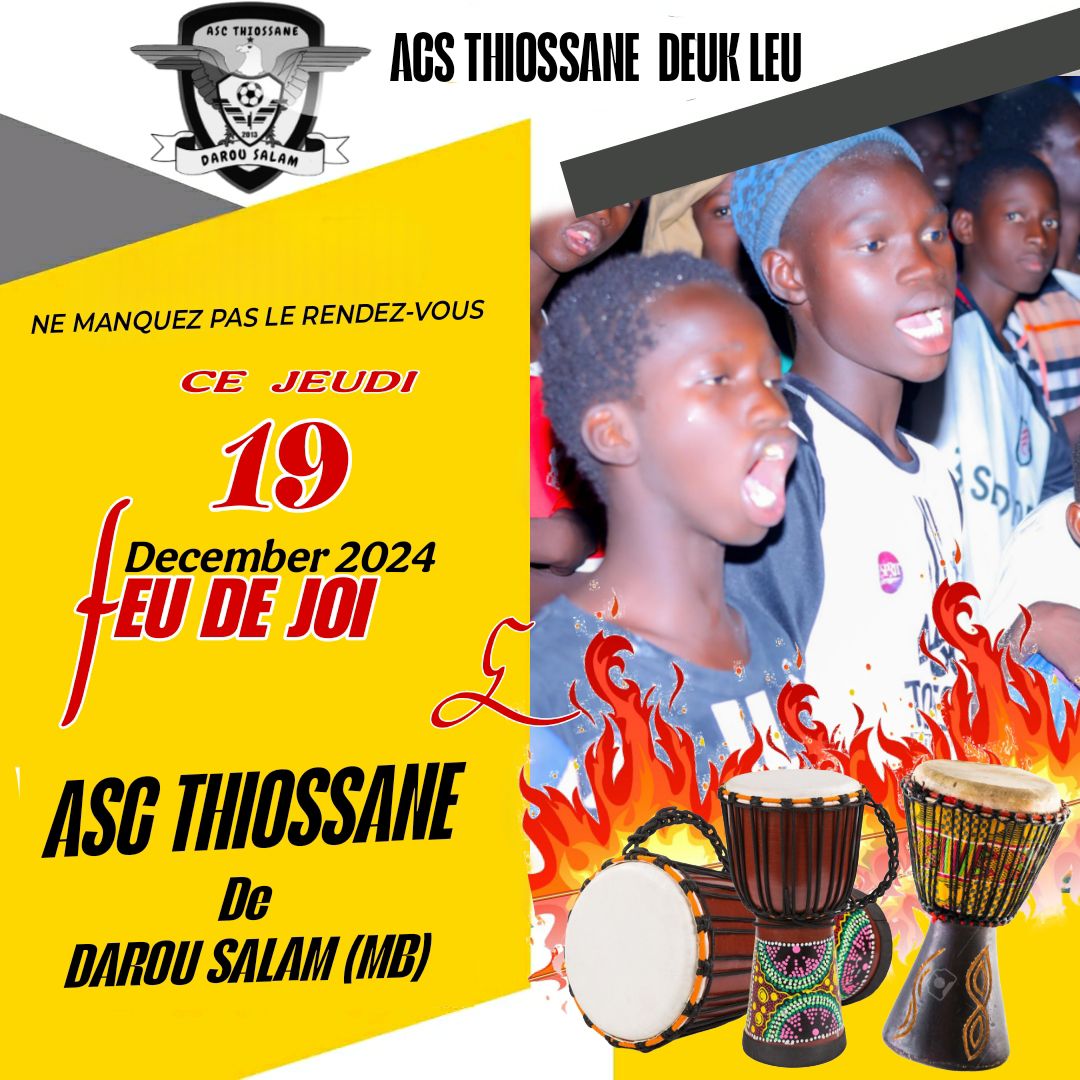 ASC THIOSSANE
2013
DAROU SALAM
ACS THIOSSANE DEUK LEU
NE MANQUEZ PAS LE RENDEZ-VOUS
CE JEUDI
19
December 2024
fEU DE JOI
ASC THIOSSANE
De
DAROU SALAM (MB)